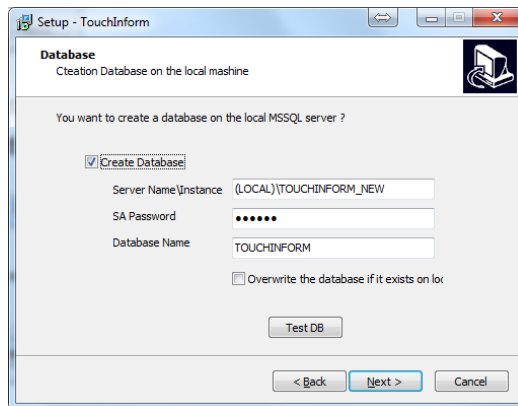 Setup - TouchInform
Database
Cteation Database on the local mashine
You want to create a database on the local MSSQL server ?
Create Database
Server Name\Instance (LOCAL)\TOUCHINFORM_NEW
SA Password ••••••
Database Name TOUCHINFORM
Overwrite the database if it exists on loc
Test DB
< Back Next > Cancel